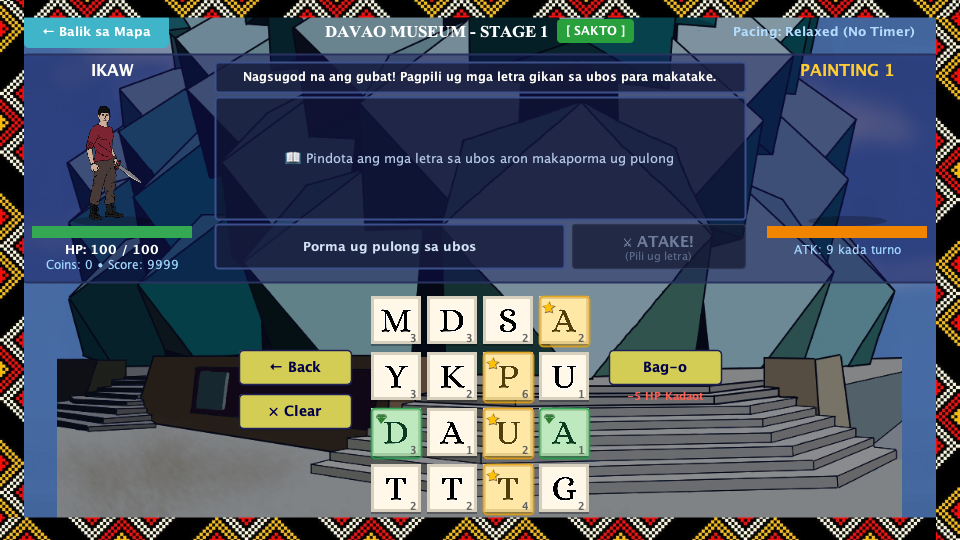 ← Balik sa Mapa
DAVAO MUSEUM - STAGE 1
[ SAKTO ]
Pacing: Relaxed (No Timer)
IKAW
Nagsugod na ang gubat! Pagpili ug mga letra gikan sa ubos para makatake.
PAINTING 1
📖 Pindota ang mga letra sa ubos aron makaporma ug pulong
HP: 100 / 100
Coins: 0 • Score: 9999
Porma ug pulong sa ubos
⚔ ATAKE!
(Pili ug letra)
ATK: 9 kada turno
M 3 D 3 S 2 A 2
← Back
Y 3 K 2 P 6 U 1
Bag-o
-5 HP Kadaot
× Clear
D 3 A 1 U 2 A 1
T 2 T 2 T 4 G 2